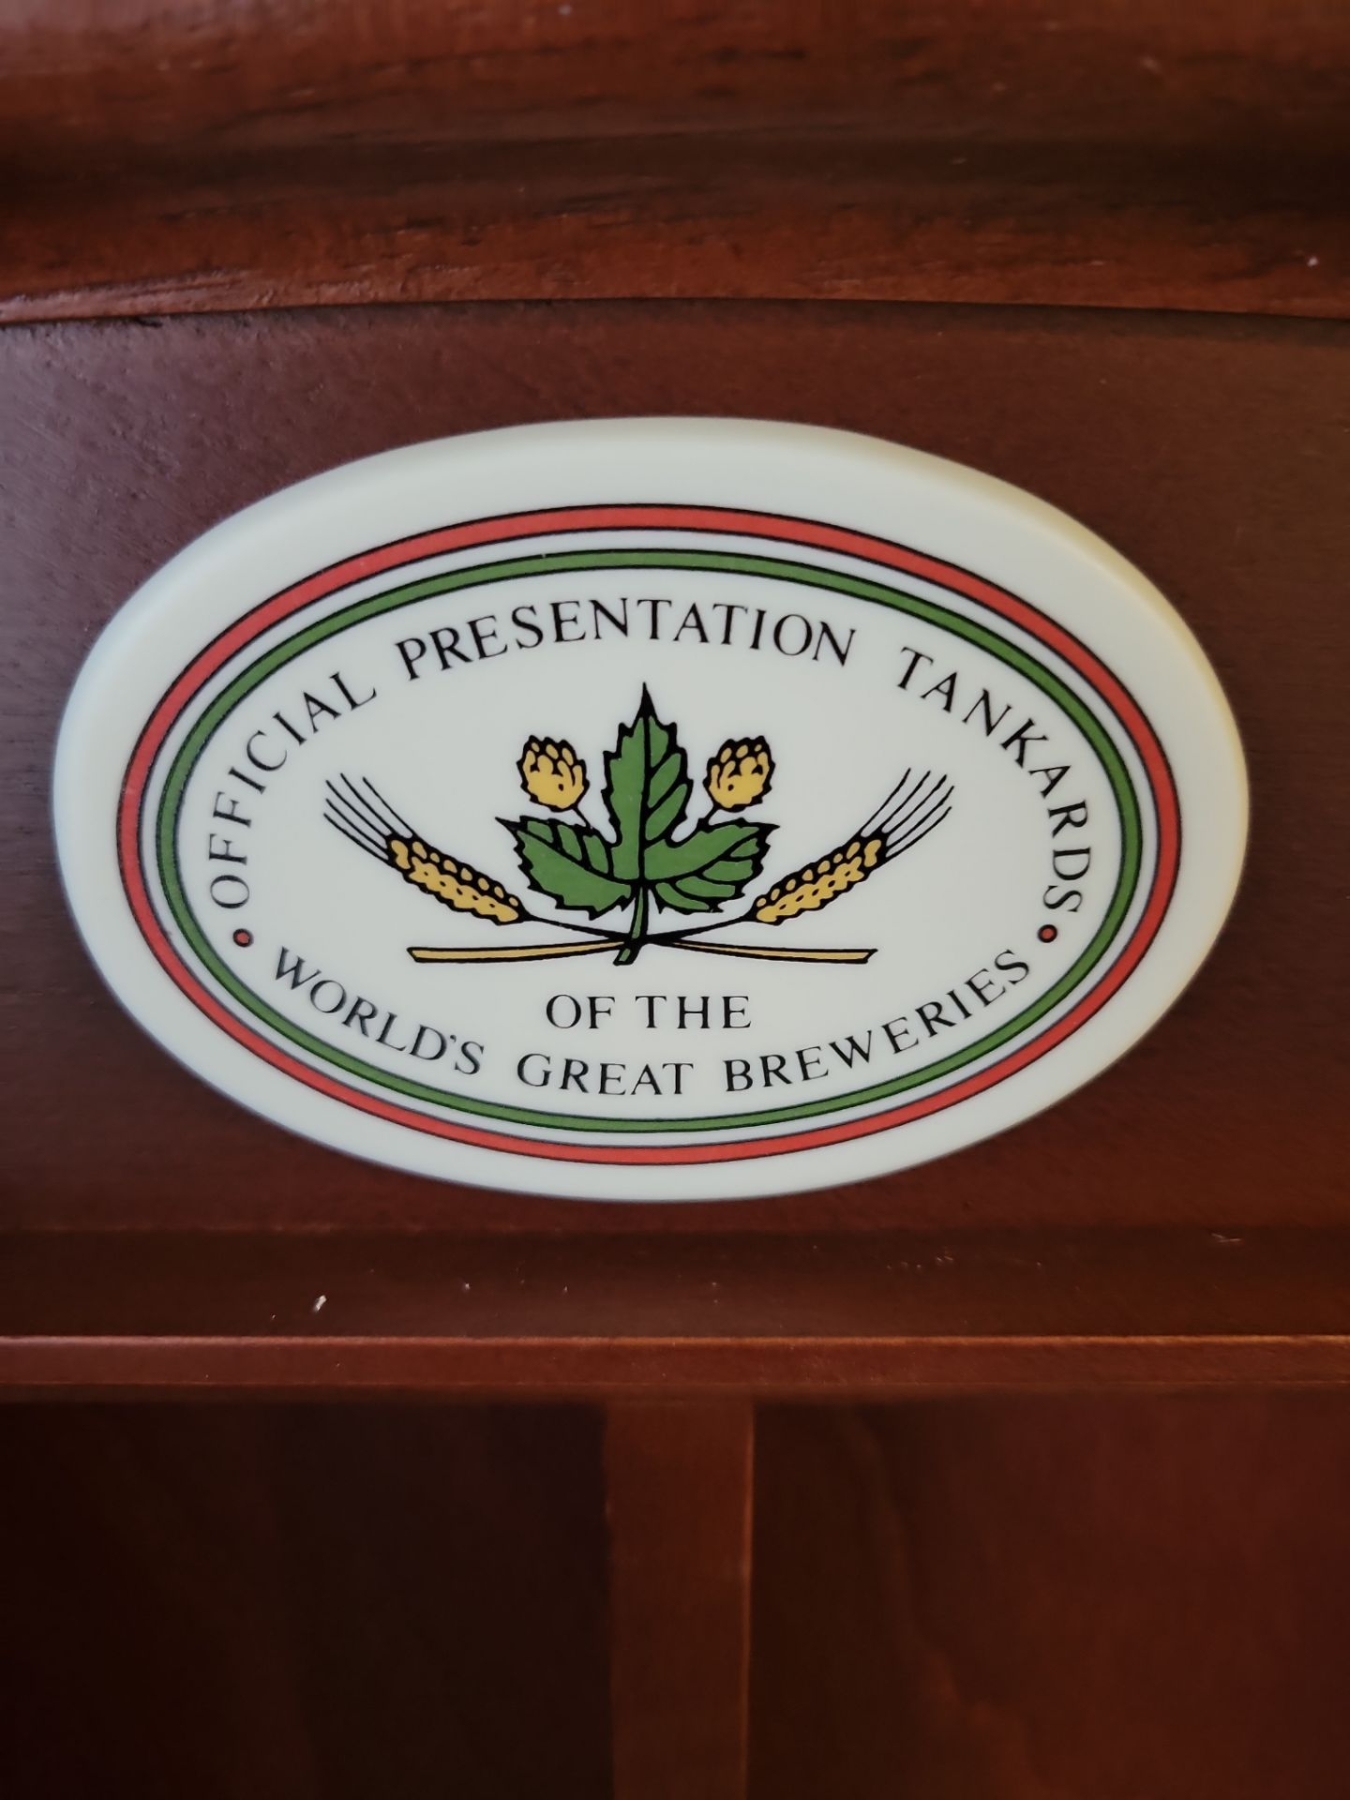 OFFICIAL PRESENTATION TANKARDS
OF THE
WORLD'S GREAT BREWERIES